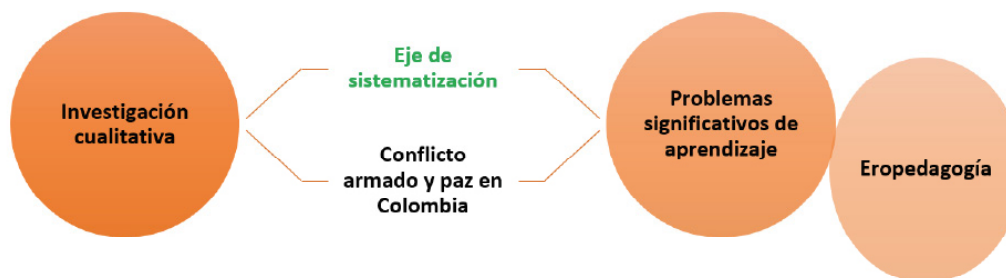 Investigación
cualitativa
Eje de
sistematización
Conflicto
armado y paz en
Colombia
Problemas
significativos de
aprendizaje
Eropedagogía